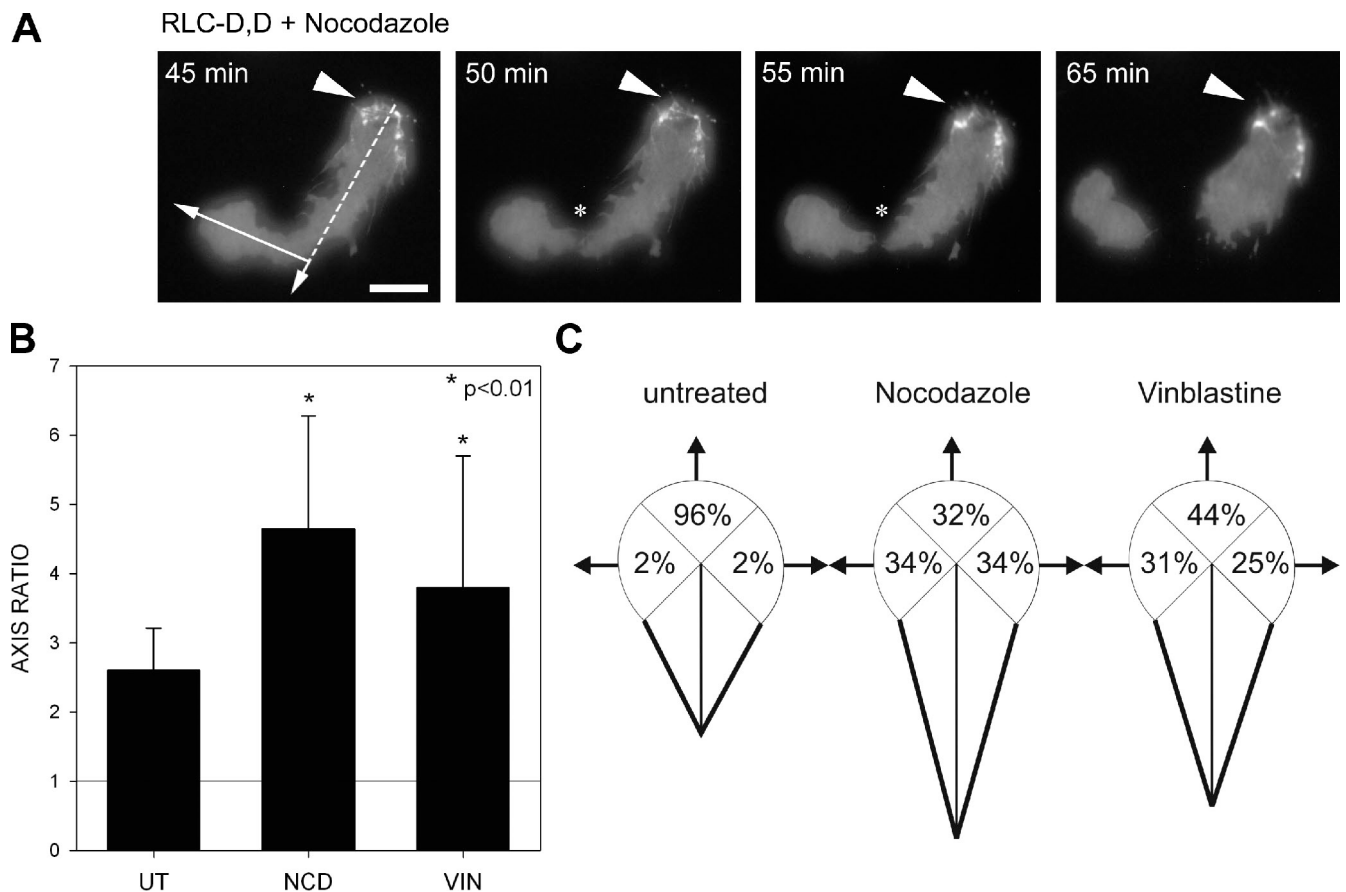 A
RLC-D,D + Nocodazole
45 min
50 min
55 min
65 min
*
*
B
7
6
5
4
3
2
1
0
AXIS RATIO
* p<0.01
*
*
UT
NCD
VIN
C
untreated
Nocodazole
Vinblastine
96%
2%
2%
32%
34%
34%
44%
31%
25%